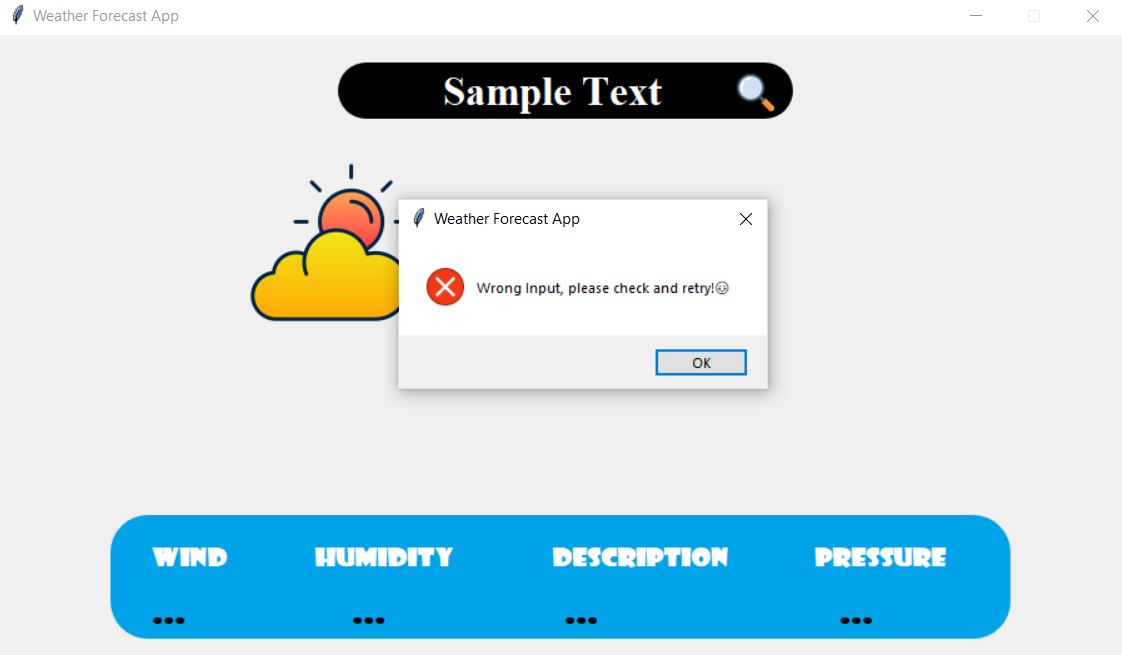 Weather Forecast App
Sample Text
Weather Forecast App
Wrong Input, please check and retry!
OK
WIND HUMIDITY DESCRIPTION PRESSURE
... ... ... ...